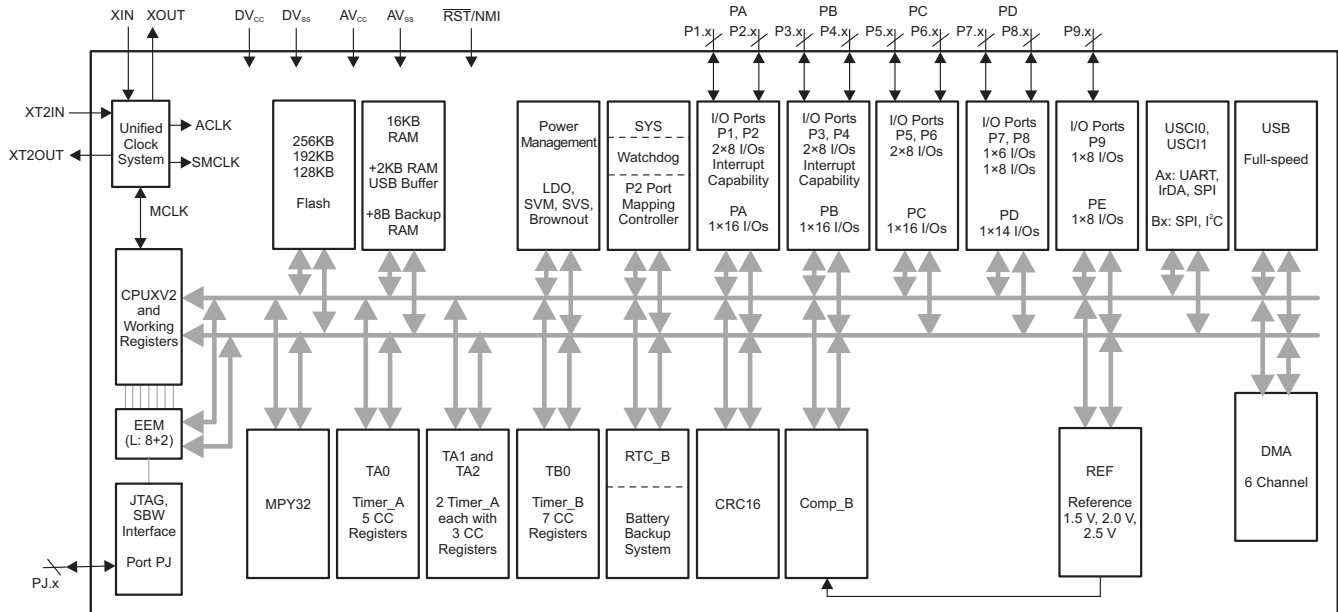 XIN XOUT DVCC DVSS AVCC AVSS RST/NMI PA PB PC PD
P1.x P2.x P3.x P4.x P5.x P6.x P7.x P8.x P9.x
XT2IN
XT2OUT
Unified
Clock
System
ACLK
SMCLK
MCLK
256KB
192KB
128KB
Flash
16KB
RAM
+2KB RAM
USB Buffer
+8B Backup
RAM
Power
Management
LDO,
SVM, SVS,
Brownout
SYS
Watchdog
P2 Port
Mapping
Controller
I/O Ports
P1, P2
2×8 I/Os
Interrupt
Capability
PA
1×16 I/Os
I/O Ports
P3, P4
2×8 I/Os
Interrupt
Capability
PB
1×16 I/Os
I/O Ports
P5, P6
2×8 I/Os
PC
1×16 I/Os
I/O Ports
P7, P8
1×6 I/Os
1×8 I/Os
PD
1×14 I/Os
I/O Ports
P9
1×8 I/Os
PE
1×8 I/Os
USCI0,
USCI1
Ax: UART,
IrDA, SPI
Bx: SPI, I²C
USB
Full-speed
CPUXV2
and
Working
Registers
EEM
(L: 8+2)
JTAG,
SBW
Interface
Port PJ
PJ.x
MPY32
TA0
Timer_A
5 CC
Registers
TA1 and
TA2
2 Timer_A
each with
3 CC
Registers
TB0
Timer_B
7 CC
Registers
RTC_B
Battery
Backup
System
CRC16
Comp_B
REF
Reference
1.5 V, 2.0 V,
2.5 V
DMA
6 Channel